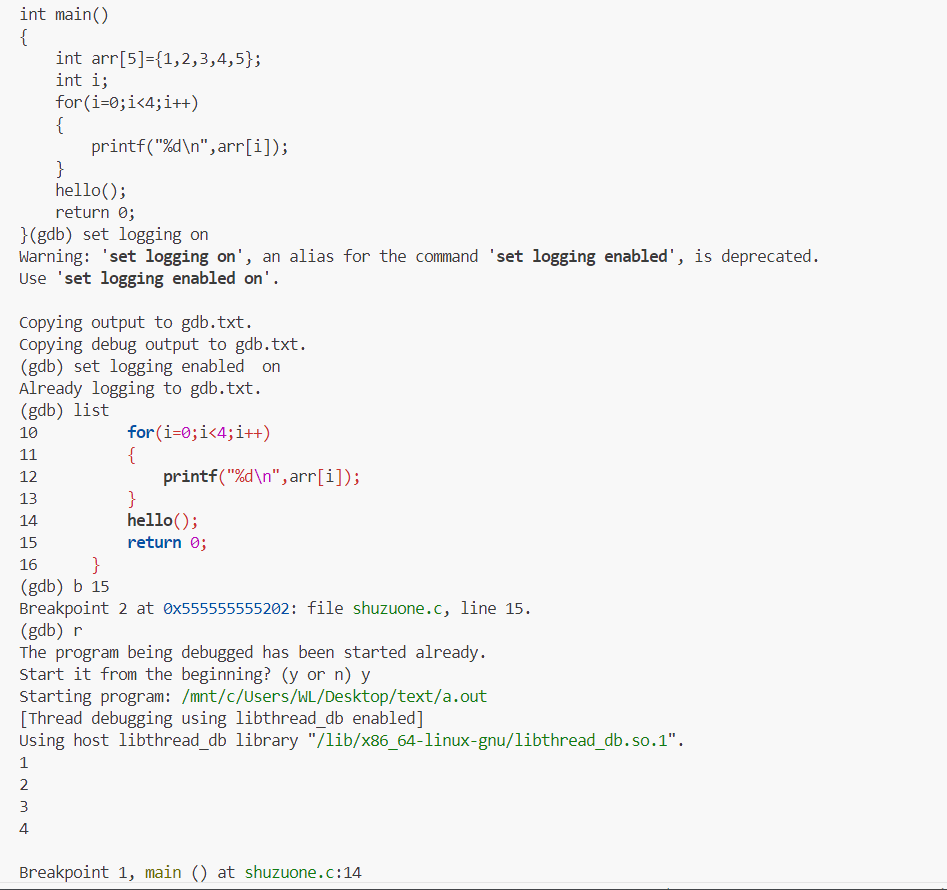 int main()
{
    int arr[5]={1,2,3,4,5};
    int i;
    for(i=0;i<4;i++)
    {
        printf("%d\n",arr[i]);
    }
    hello();
    return 0;
}(gdb) set logging on
Warning: 'set logging on', an alias for the command 'set logging enabled', is deprecated.
Use 'set logging enabled on'.

Copying output to gdb.txt.
Copying debug output to gdb.txt.
(gdb) set logging enabled  on
Already logging to gdb.txt.
(gdb) list
10          for(i=0;i<4;i++)
11          {
12              printf("%d\n",arr[i]);
13          }
14          hello();
15          return 0;
16      }
(gdb) b 15
Breakpoint 2 at 0x555555555202: file shuzuone.c, line 15.
(gdb) r
The program being debugged has been started already.
Start it from the beginning? (y or n) y
Starting program: /mnt/c/Users/WL/Desktop/text/a.out
[Thread debugging using libthread_db enabled]
Using host libthread_db library "/lib/x86_64-linux-gnu/libthread_db.so.1".
1
2
3
4

Breakpoint 1, main () at shuzuone.c:14